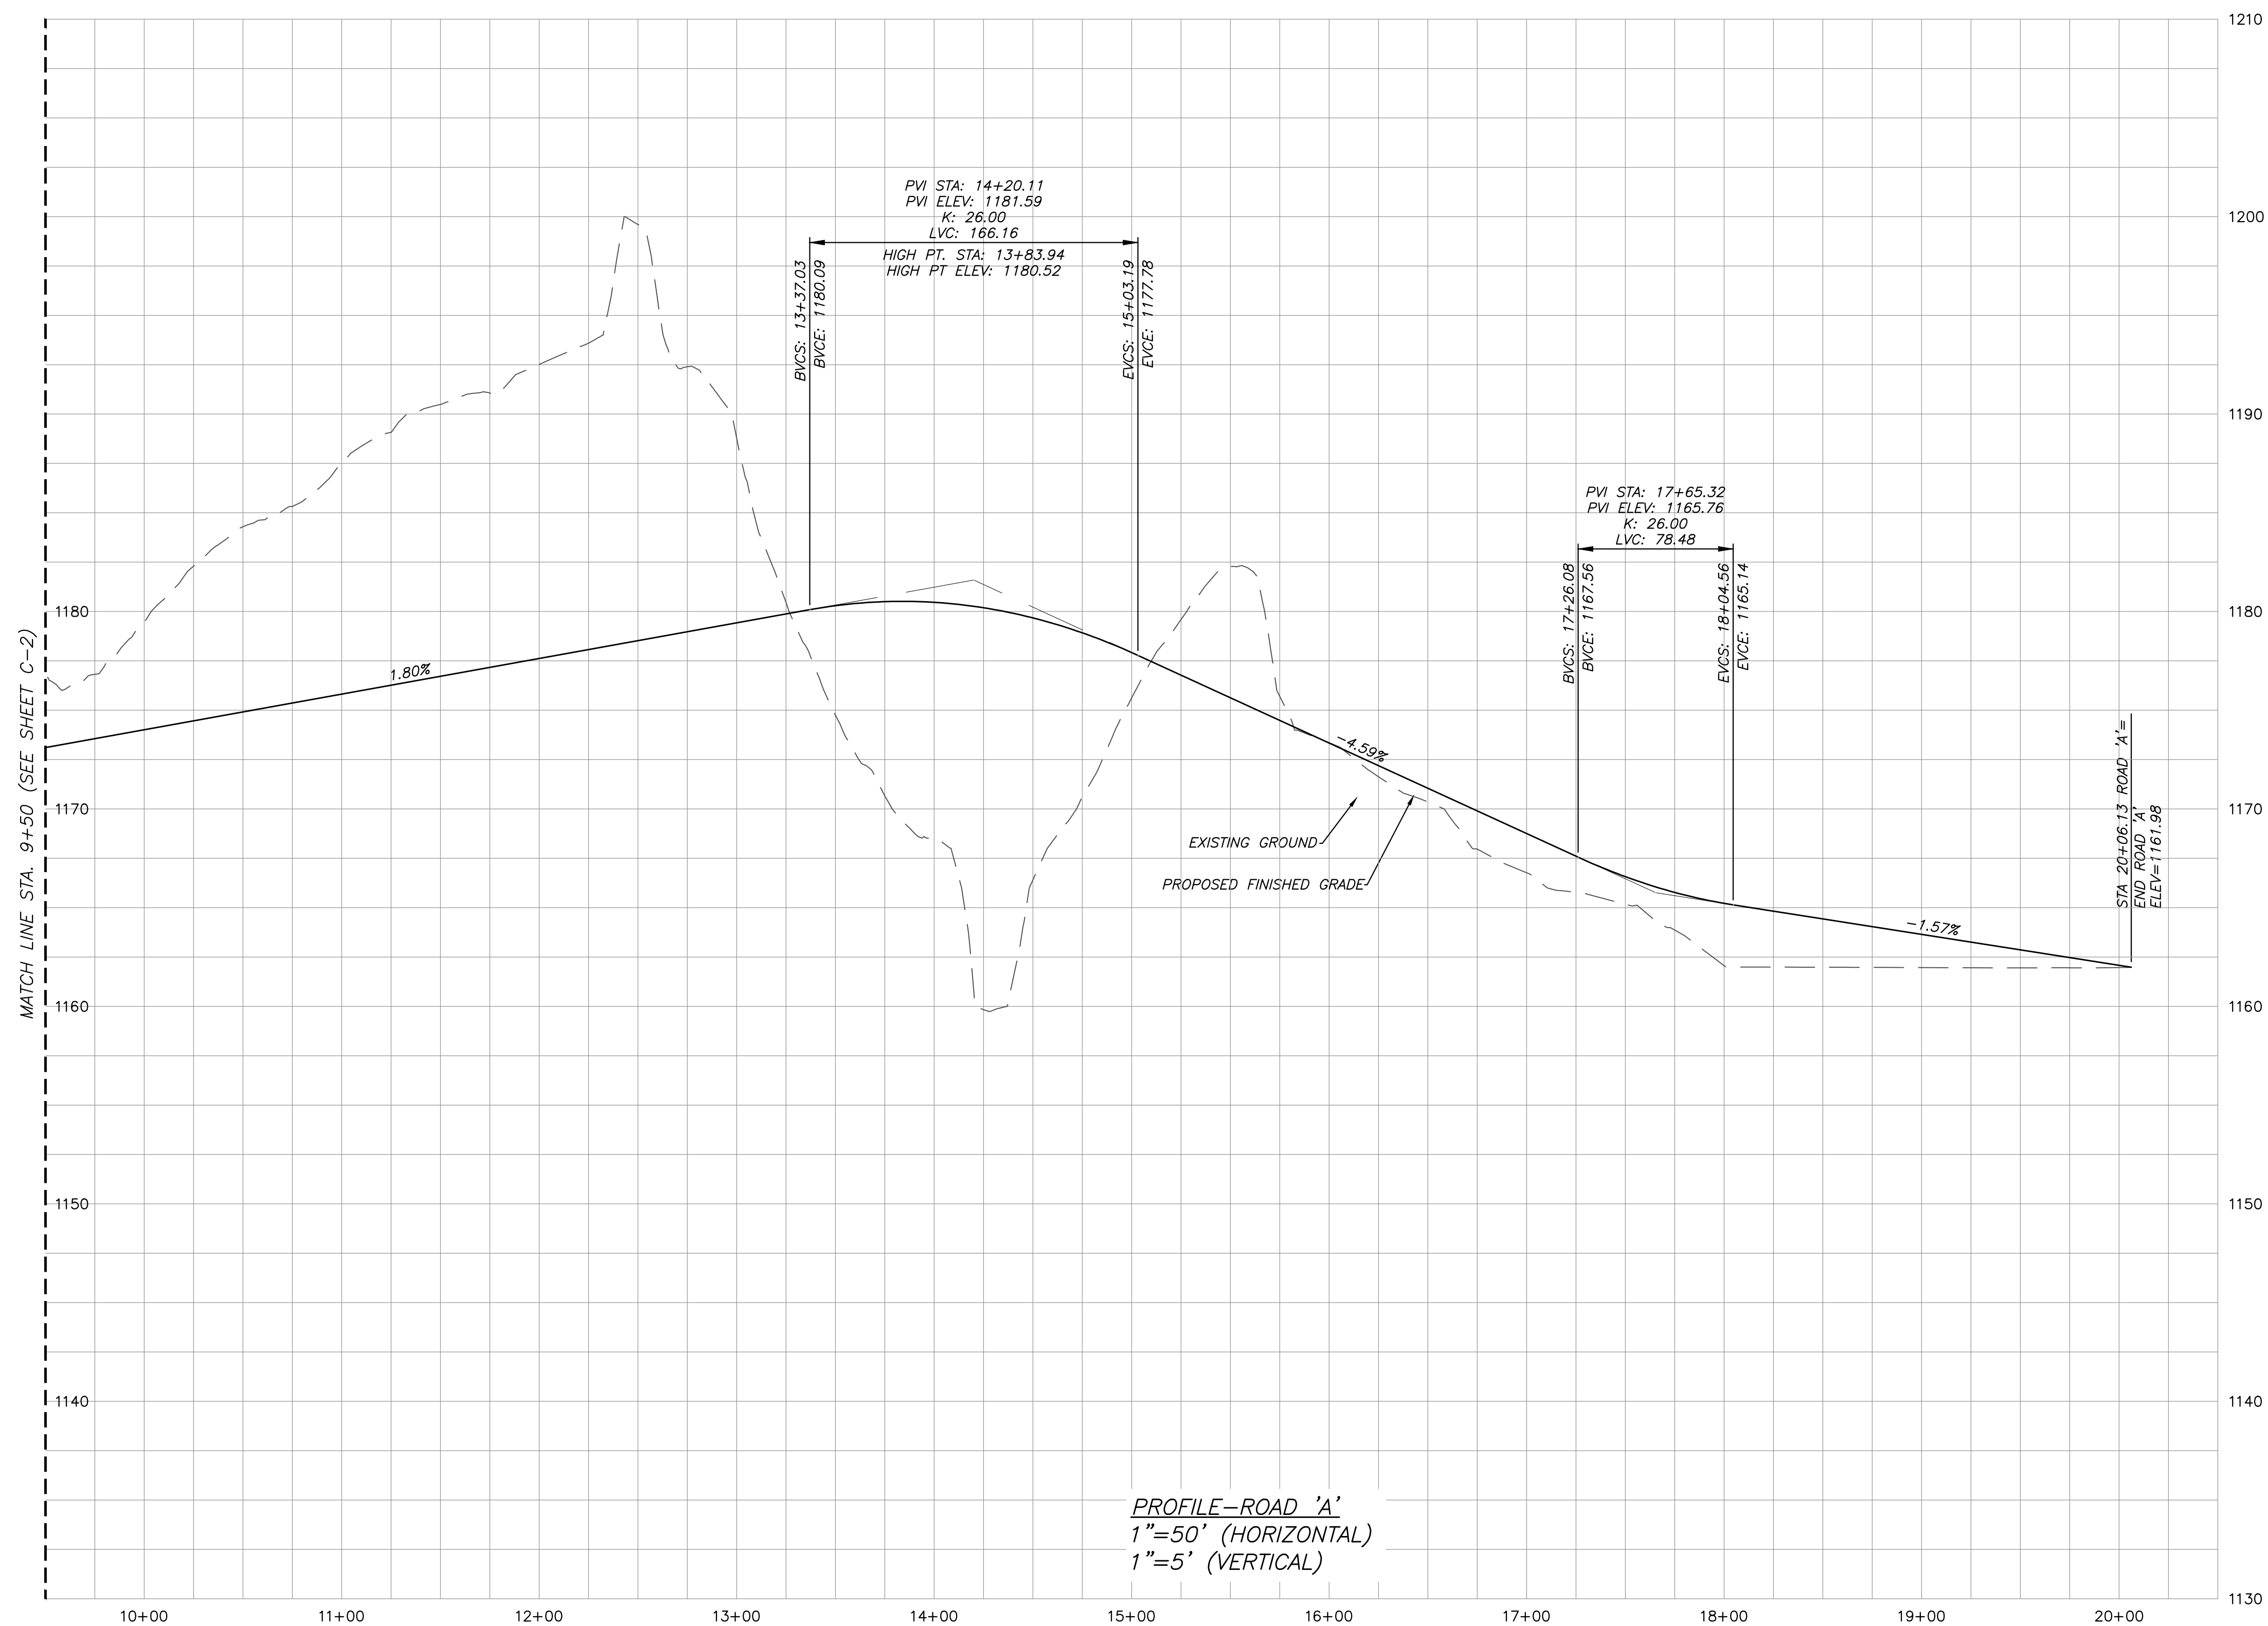 1210
1200
1190
1180
1170
1160
1150
1140
1130
PVI STA: 14+20.11
PVI ELEV: 1181.59
K: 26.00
LVC: 166.16
HIGH PT. STA: 13+83.94
HIGH PT ELEV: 1180.52
BVCS: 13+37.03
BVCE: 1180.09
EVCS: 15+03.19
EVCE: 1177.78
PVI STA: 17+65.32
PVI ELEV: 1165.76
K: 26.00
LVC: 78.48
BVCS: 17+26.08
BVCE: 1167.56
EVCS: 18+04.56
EVCE: 1165.14
MATCH LINE STA. 9+50 (SEE SHEET C-2)
1180
1170
1160
1150
1140
1.80%
-4.59%
-1.57%
EXISTING GROUND
PROPOSED FINISHED GRADE
STA 20+06.13 ROAD 'A'=
END ROAD 'A'
ELEV=1161.98
PROFILE-ROAD 'A'
1"=50' (HORIZONTAL)
1"=5' (VERTICAL)
10+00
11+00
12+00
13+00
14+00
15+00
16+00
17+00
18+00
19+00
20+00